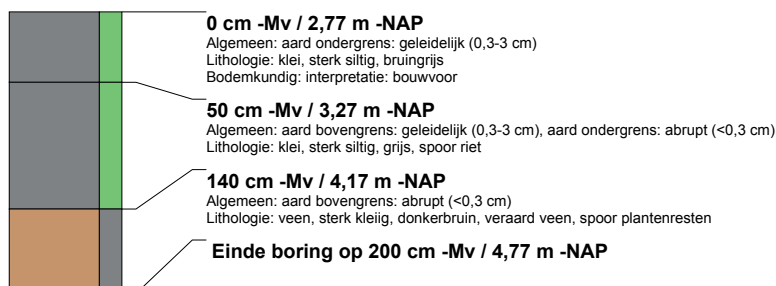 0 cm -Mv / 2,77 m -NAP
Algemeen: aard ondergrens: geleidelijk (0,3-3 cm)
Lithologie: klei, sterk siltig, bruingrijs
Bodemkundig: interpretatie: bouwvoor
50 cm -Mv / 3,27 m -NAP
Algemeen: aard bovengrens: geleidelijk (0,3-3 cm), aard ondergrens: abrupt (<0,3 cm)
Lithologie: klei, sterk siltig, grijs, spoor riet
140 cm -Mv / 4,17 m -NAP
Algemeen: aard bovengrens: abrupt (<0,3 cm)
Lithologie: veen, sterk kleiig, donkerbruin, veraard veen, spoor plantenresten
Einde boring op 200 cm -Mv / 4,77 m -NAP